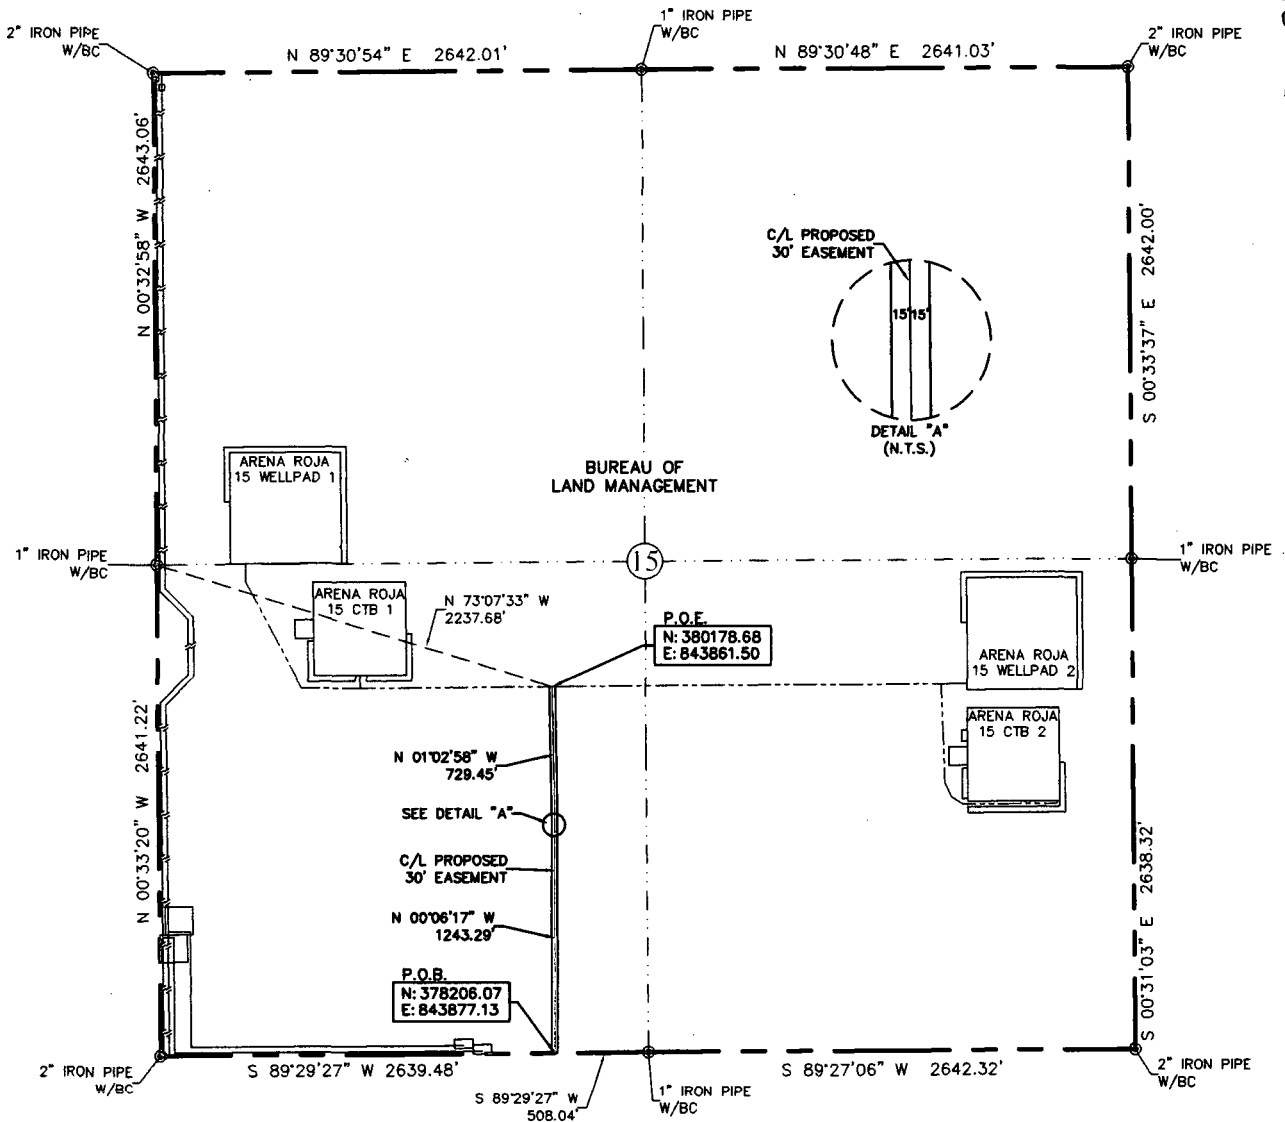 2" IRON PIPE
W/BC
N 89°30'54" E 2642.01'
1" IRON PIPE
W/BC
N 89°30'48" E 2641.03'
2" IRON PIPE
W/BC
N 00°32'58" W 2643.06'
S 00°33'37" E 2642.00'
C/L PROPOSED
30' EASEMENT
15' 15'
DETAIL "A"
(N.T.S.)
ARENA ROJA
15 WELLPAD 1
BUREAU OF
LAND MANAGEMENT
1" IRON PIPE
W/BC
15
1" IRON PIPE
W/BC
ARENA ROJA
15 CTB 1
N 73°07'33" W
2237.68'
P.O.E.
N: 380178.68
E: 843861.50
ARENA ROJA
15 WELLPAD 2
ARENA ROJA
15 CTB 2
N 00°33'20" W 2641.22'
N 01°02'58" W
729.45'
SEE DETAIL "A"
C/L PROPOSED
30' EASEMENT
N 00°06'17" W
1243.29'
S 00°31'03" E 2638.32'
P.O.B.
N: 378206.07
E: 843877.13
2" IRON PIPE
W/BC
S 89°29'27" W 2639.48'
S 89°29'27" W
508.04'
1" IRON PIPE
W/BC
S 89°27'06" W 2642.32'
2" IRON PIPE
W/BC